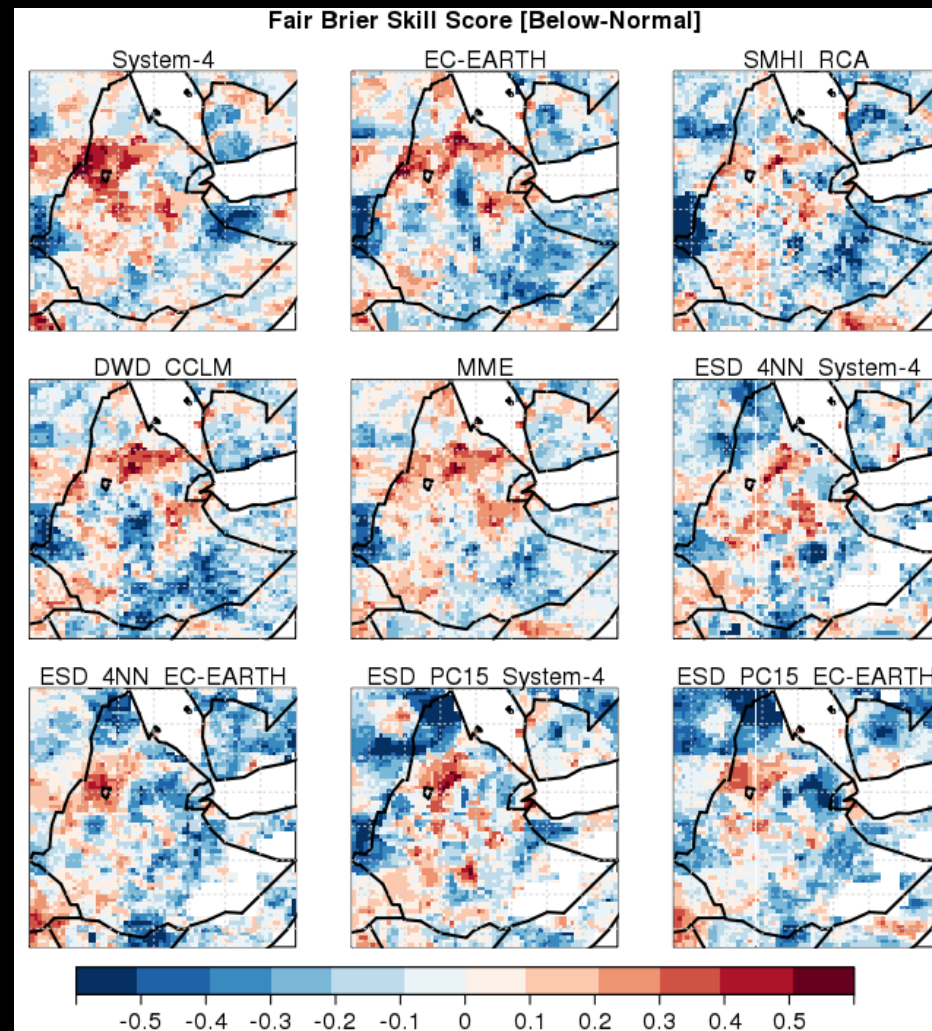 Fair Brier Skill Score [Below-Normal]
System-4 EC-EARTH SMHI_RCA
DWD_CCLM MME ESD_4NN_System-4
ESD_4NN_EC-EARTH ESD_PC15_System-4 ESD_PC15_EC-EARTH
-0.5 -0.4 -0.3 -0.2 -0.1 0 0.1 0.2 0.3 0.4 0.5